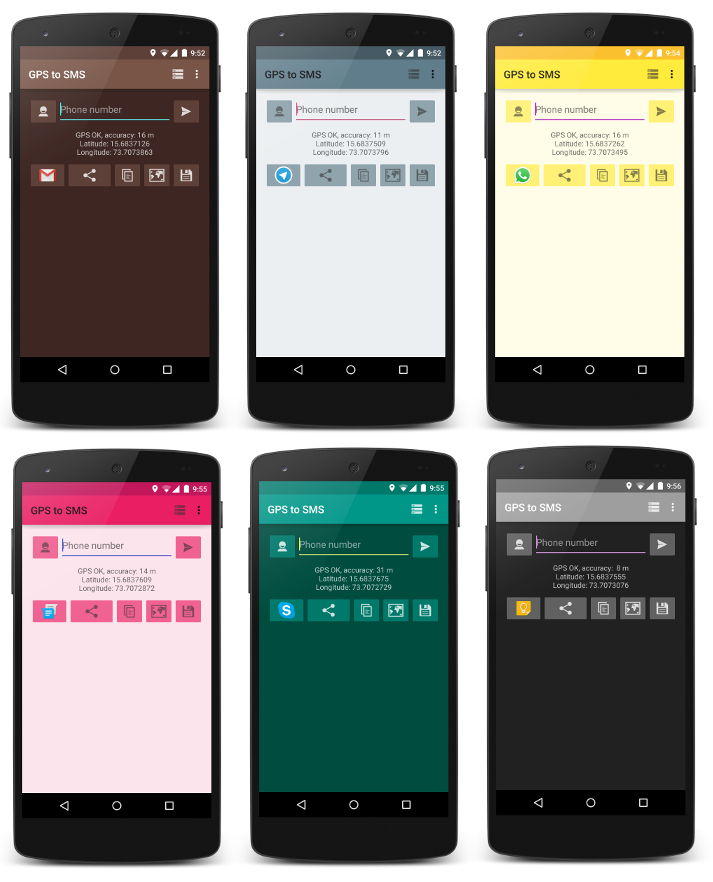 9:52
GPS to SMS
Phone number
GPS OK, accuracy: 16 m
Latitude: 15.6837126
Longitude: 73.7073863
9:52
GPS to SMS
Phone number
GPS OK, accuracy: 11 m
Latitude: 15.6837509
Longitude: 73.7073796
9:54
GPS to SMS
Phone number
GPS OK, accuracy: 16 m
Latitude: 15.6837262
Longitude: 73.7073495
9:55
GPS to SMS
Phone number
GPS OK, accuracy: 14 m
Latitude: 15.6837609
Longitude: 73.7072872
9:55
GPS to SMS
Phone number
GPS OK, accuracy: 31 m
Latitude: 15.6837675
Longitude: 73.7072729
9:56
GPS to SMS
Phone number
GPS OK, accuracy: 8 m
Latitude: 15.6837555
Longitude: 73.7073076